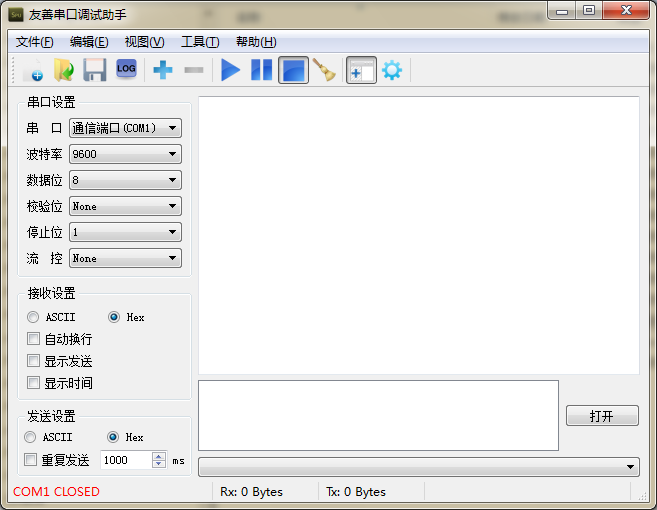 友善串口调试助手
文件(F) 编辑(E) 视图(V) 工具(T) 帮助(H)
LOG
串口设置
串 口 通信端口(COM1)
波特率 9600
数据位 8
校验位 None
停止位 1
流 控 None
接收设置
ASCII Hex
自动换行
显示发送
显示时间
发送设置
ASCII Hex
重复发送 1000 ms
打开
COM1 CLOSED Rx: 0 Bytes Tx: 0 Bytes